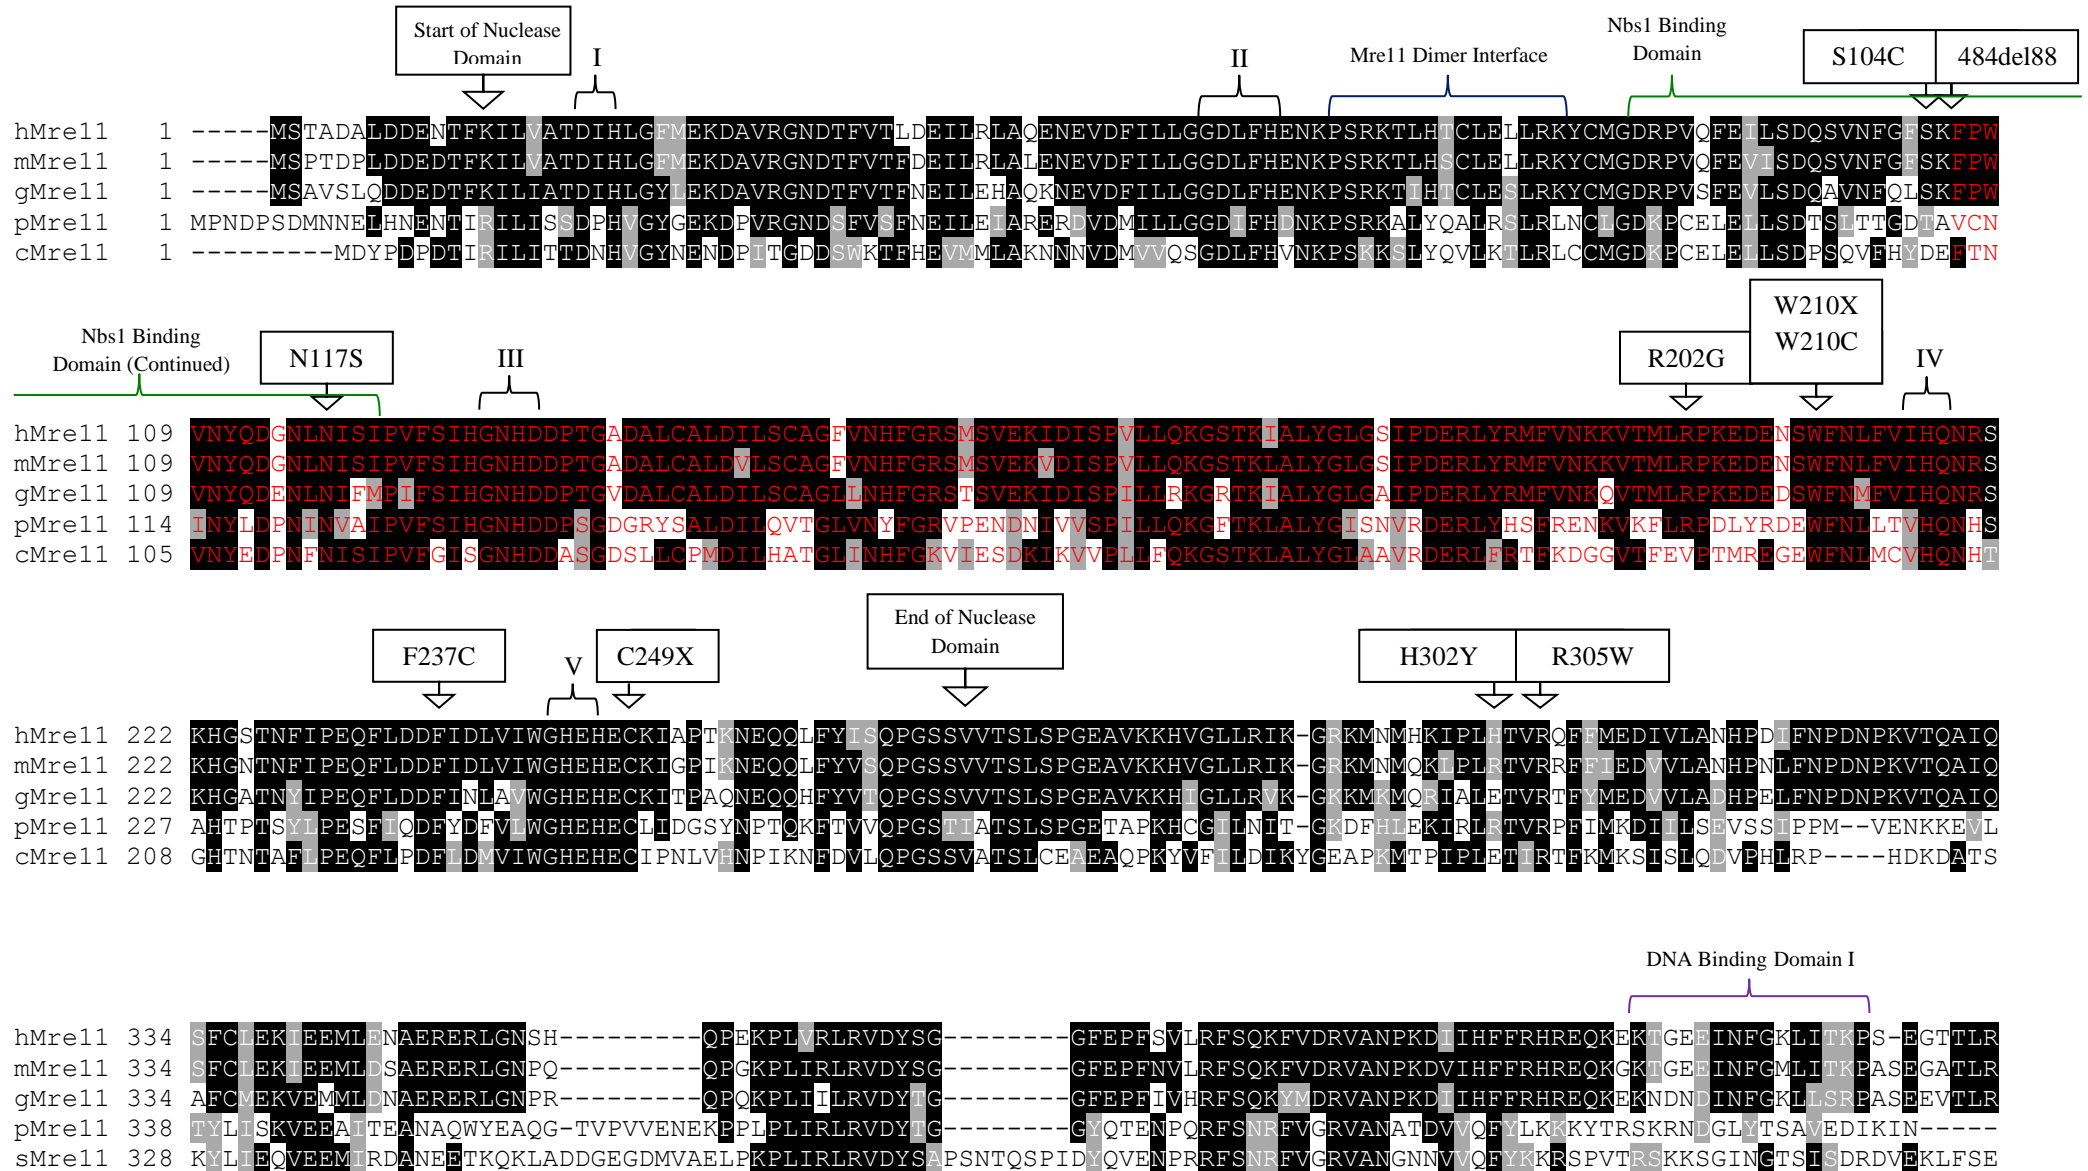 Start of Nuclease
Domain
I
II
Mre11 Dimer Interface
Nbs1 Binding
Domain
S104C
484del88
hMre11 1 -----MSTADALDDENTFKILVATDIHLGFMEKDAVRGNDTFVTLDEILRLAQENEVDFILLGGDLFHENKPSRKTLHTCLELLRKYCMGDRPVQFEILSDQSVNFGFSKFPW
mMre11 1 -----MSPTDPLDDEDTFKILVATDIHLGFMEKDAVRGNDTFVTFDEILRLALENEVDFILLGGDLFHENKPSRKTLHSCLELLRKYCMGDRPVQFEVISDQSVNFGFSKFPW
gMre11 1 -----MSAVSLQDDEDTFKILIATDIHLGYLEKDAVRGNDTFVTFNEILEHAQKNEVDFILLGGDLFHENKPSRKTIHTCLESLRKYCMGDRPVSFEVLSDQAVNFQLSKFPW
pMre11 1 MPNDPSDMNNELHNENTIRILISSDPHVGYGEKDPVRGNDSFVSFNEILEIARERDVDMILLGGDIFHDNKPSRKALYQALRSLRLNCLGDKPCELELLSDTSLTTGDTAVCN
cMre11 1 ---------MDYPDPDTIRILITTDNHVGYNENDPITGDDSWKTFHEVMMLAKNNNVDMVVQSGDLFHVNKPSKKSLYQVLKTLRLCCMGDKPCELELLSDPSQVFHYDEFTN
Nbs1 Binding
Domain (Continued)
N117S
III
R202G
W210X
W210C
IV
hMre11 109 VNYQDGNLNISIPVFSIHGNHDDPTGADALCALDILSCAGFVNHFGRSMSVEKIDISPVLLQKGSTKIALYGLGSIPDERLYRMFVNKKVTMLRPKEDENSWFNLFVIHQNRS
mMre11 109 VNYQDGNLNISIPVFSIHGNHDDPTGADALCALDVLSCAGFVNHFGRSMSVEKVDISPVLLQKGSTKLALYGLGSIPDERLYRMFVNKKVTMLRPKEDENSWFNLFVIHQNRS
gMre11 109 VNYQDENLNIFMPIFSIHGNHDDPTGVDALCALDILSCAGLLNHFGRSTSVEKIDISPILLRKGRTKIALYGLGAIPDERLYRMFVNKQVTMLRPKEDEDSWFNMFVIHQNRS
pMre11 114 INYLDPNINVAIPVFSIHGNHDDPSGDGRYSALDILQVTGLVNYFGRVPENDNIVVSPILLQKGFTKLALYGISNVRDERLYHSFRENKVKFLRPDLYRDEWFNLLTVHQNHS
cMre11 105 VNYEDPNFNISIPVFGISGNHDDASGDSLLCPMDILHATGLINHFGKVIESDKIKVVPLLFQKGSTKLALYGLAAVRDERLFRTFKDGGVTFEVPTMREGEWFNLMCVHQNHT
F237C
V
C249X
End of Nuclease
Domain
H302Y
R305W
hMre11 222 KHGSTNFIPEQFLDDFIDLVIWGHEHECKIAPTKNEQQLFYISQPGSSVVTSLSPGEAVKKHVGLLRIK-GRKMNMHKIPLHTVRQFFMEDIVLANHPDIFNPDNPKVTQAIQ
mMre11 222 KHGNTNFIPEQFLDDFIDLVIWGHEHECKIGPIKNEQQLFYVSQPGSSVVTSLSPGEAVKKHVGLLRIK-GRKMNMQKLPLRTVRRFFIEDVVLANHPNLFNPDNPKVTQAIQ
gMre11 222 KHGATNYIPEQFLDDFINLAVWGHEHECKITPAQNEQQHFYVTQPGSSVVTSLSPGEAVKKHIGLLRVK-GKKMKMQRIALETVRTFYMEDVVLADHPELFNPDNPKVTQAIQ
pMre11 227 AHTPTSYLPESFIQDFYDFVLWGHEHECLIDGSYNPTQKFTVVQPGSTIATSLSPGETAPKHCGILNIT-GKDFHLEKIRLRTVRPFIMKDIILSEVSSIPPM--VENKKEVL
cMre11 208 GHTNTAFLPEQFLPDFLDMVIWGHEHECIPNLVHNPIKNFDVLQPGSSVATSLCEAEAQPKYVFILDIKYGEAPKMTPIPLETIRTFKMKSISLQDVPHLRP----HDKDATS
DNA Binding Domain I
hMre11 334 SFCLEKIEEMLENAERERLGNSH---------QPEKPLVRLRVDYSG--------GFEPFSVLRFSQKFVDRVANPKDIIHFFRHREQKEKTGEEINFGKLITKPS-EGTTLR
mMre11 334 SFCLEKIEEMLDSAERERLGNPQ---------QPGKPLIRLRVDYSG--------GFEPFNVLRFSQKFVDRVANPKDVIHFFRHREQKGKTGEEINFGMLITKPASEGATLR
gMre11 334 AFCMEKVEMMLDNAERERLGNPR---------QPQKPLIILRVDYTG--------GFEPFIVHRFSQKYMDRVANPKDIIHFFRHREQKEKNDNDINFGKLLSRPASEEVTLR
pMre11 338 TYLISKVEEAITEANAQWYEAQG-TVPVVENEKPPLPLIRLRVDYTG--------GYQTENPQRFSNRFVGRVANATDVVQFYLKKKYTRSKRNDGLYTSAVEDIKIN-----
sMre11 328 KYLIEQVEEMIRDANEETKQKLADDGEGDMVAELPKPLIRLRVDYSAPSNTQSPIDYQVENPRRFSNRFVGRVANGNNVVQFYKKRSPVTRSKKSGINGTSISDRDVEKLFSE